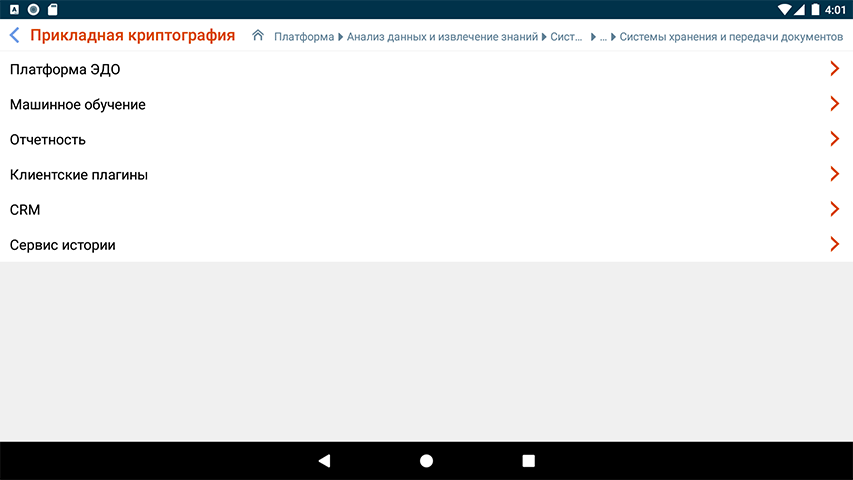 4:01
Прикладная криптография Платформа Анализ данных и извлечение знаний Сист... ... Системы хранения и передачи документов
Платформа ЭДО
Машинное обучение
Отчетность
Клиентские плагины
CRM
Сервис истории